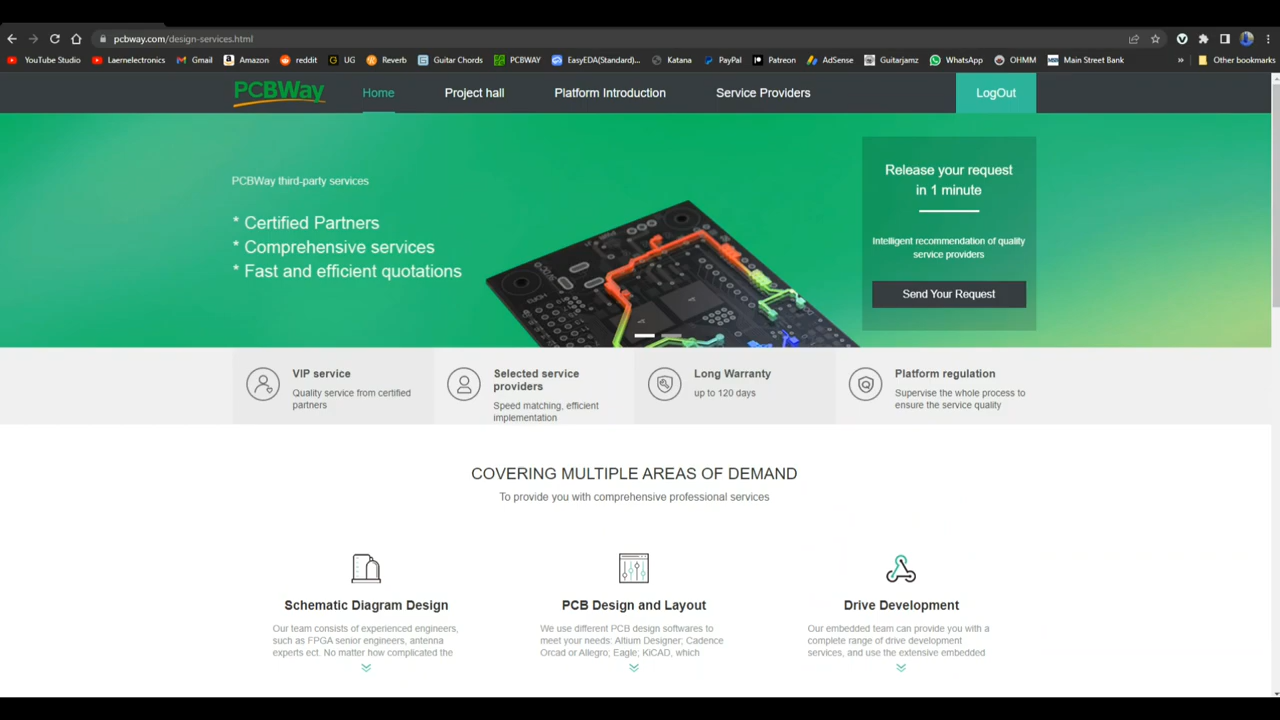 pcbway.com/design-services.html
YouTube Studio
Laernelectronics
Gmail
Amazon
reddit
UG
Reverb
Guitar Chords
PCBWAY
EasyEDA(Standard)...
Katana
PayPal
Patreon
AdSense
Guitarjamz
WhatsApp
OHMM
Main Street Bank
»
Other bookmarks
PCBWay
Home
Project hall
Platform Introduction
Service Providers
LogOut
PCBWay third-party services
* Certified Partners
* Comprehensive services
* Fast and efficient quotations
Release your request
in 1 minute
Intelligent recommendation of quality
service providers
Send Your Request
VIP service
Quality service from certified
partners
Selected service
providers
Speed matching, efficient
implementation
Long Warranty
up to 120 days
Platform regulation
Supervise the whole process to
ensure the service quality
COVERING MULTIPLE AREAS OF DEMAND
To provide you with comprehensive professional services
Schematic Diagram Design
Our team consists of experienced engineers,
such as FPGA senior engineers, antenna
experts ect. No matter how complicated the
PCB Design and Layout
We use different PCB design softwares to
meet your needs: Altium Designer; Cadence
Orcad or Allegro; Eagle; KiCAD, which
Drive Development
Our embedded team can provide you with a
complete range of drive development
services, and use the extensive embedded